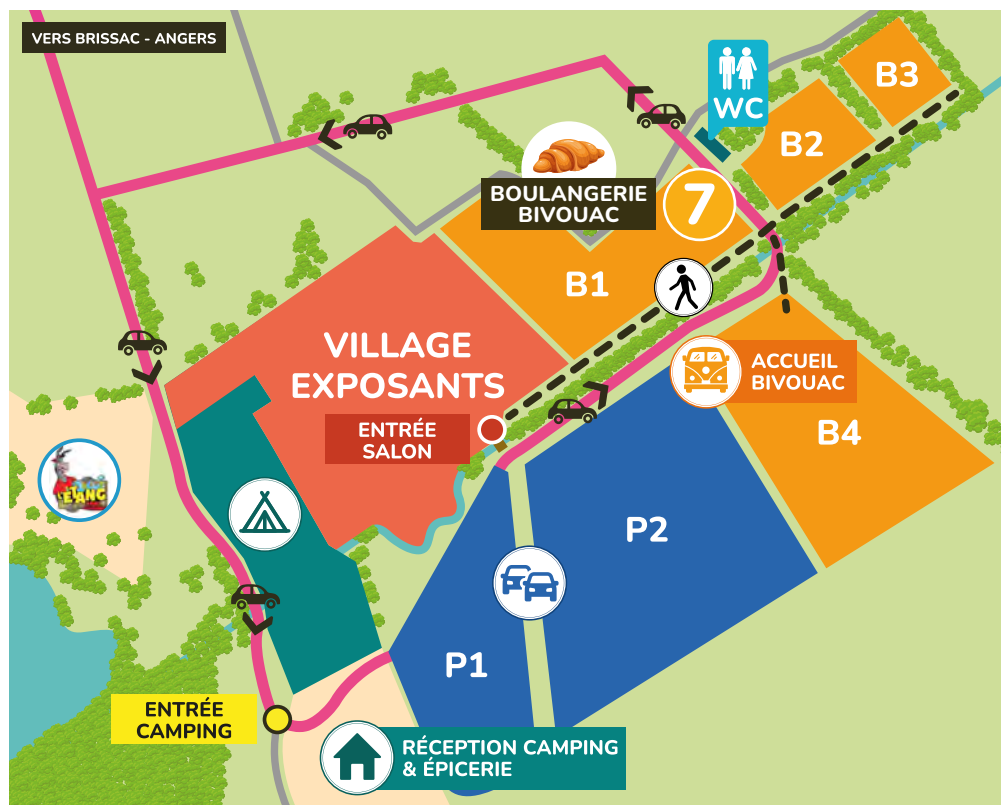 VERS BRISSAC - ANGERS
WC
B3
B2
BOULANGERIE
BIVOUAC
7
B1
VILLAGE
EXPOSANTS
ENTRÉE
SALON
ACCUEIL
BIVOUAC
B4
L'ÉTANG
P2
P1
ENTRÉE
CAMPING
RÉCEPTION CAMPING
& ÉPICERIE